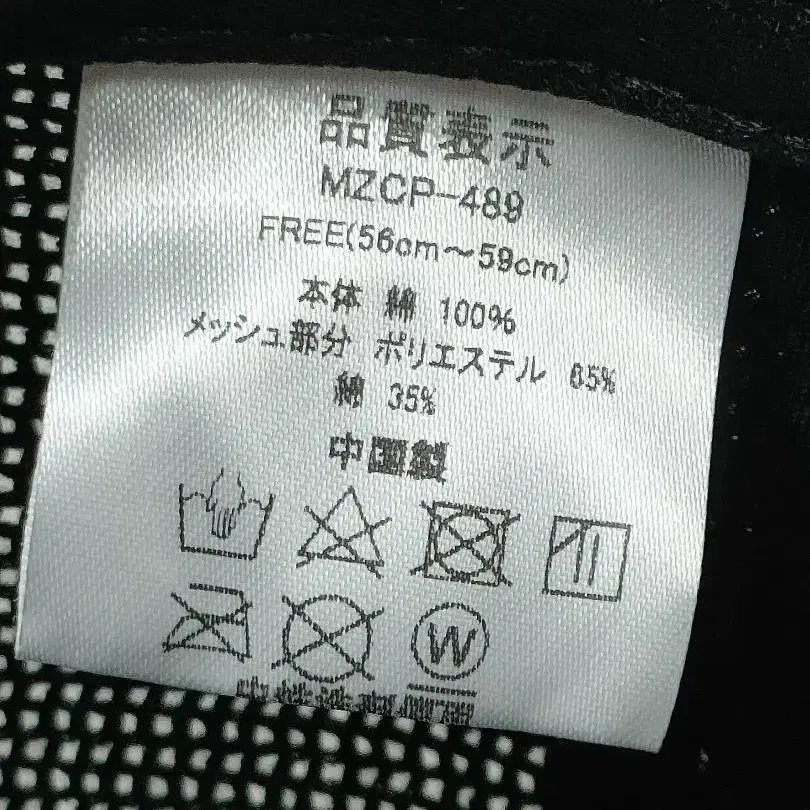 品質表示
MZCP-489
FREE(56cm~59cm)
本体 綿 100%
メッシュ部分 ポリエステル 65%
綿 35%
中国製
W